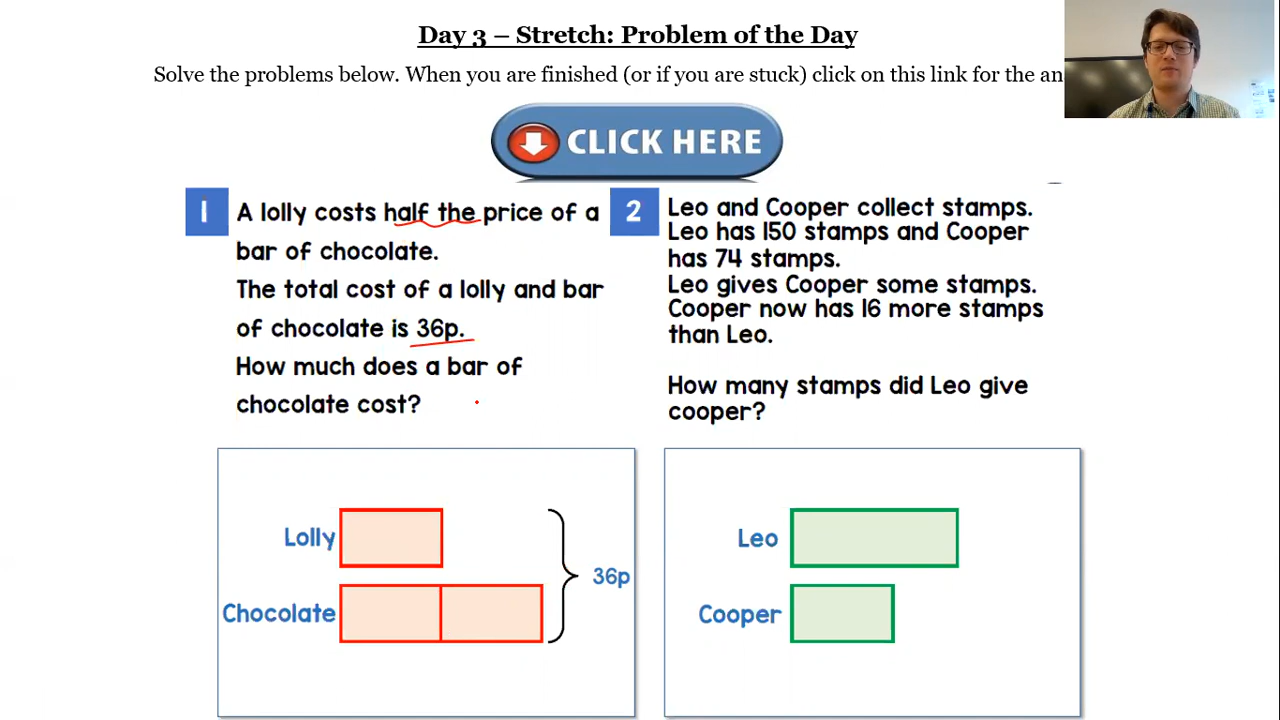 Day 3 – Stretch: Problem of the Day
Solve the problems below. When you are finished (or if you are stuck) click on this link for the
CLICK HERE
1
A lolly costs half the price of a
bar of chocolate.
The total cost of a lolly and bar
of chocolate is 36p.
How much does a bar of
chocolate cost?
2
Leo and Cooper collect stamps.
Leo has 150 stamps and Cooper
has 74 stamps.
Leo gives Cooper some stamps.
Cooper now has 16 more stamps
than Leo.
How many stamps did Leo give
cooper?
Lolly
Chocolate
36p
Leo
Cooper